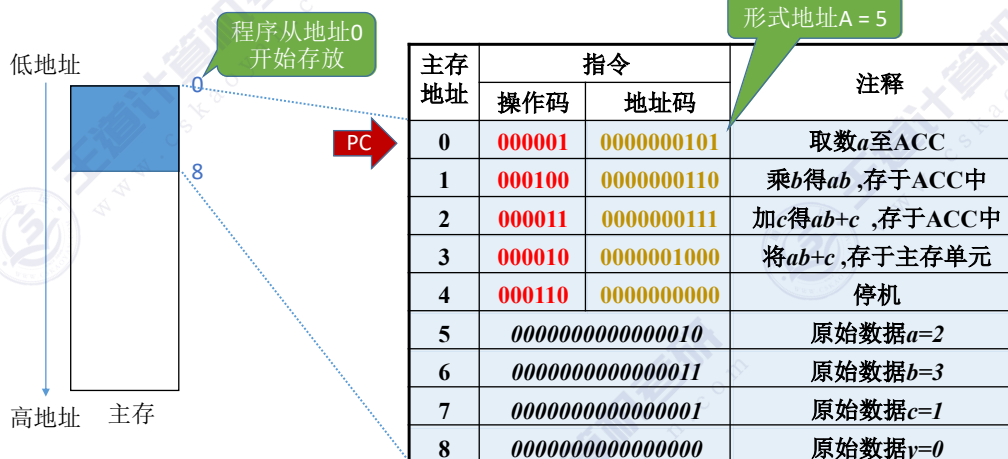 程序从地址0
开始存放
形式地址A = 5
低地址
0
8
高地址
主存
PC
主存
地址
指令
注释
操作码 地址码
0 000001 0000000101 取数a至ACC
1 000100 0000000110 乘b得ab ,存于ACC中
2 000011 0000000111 加c得ab+c ,存于ACC中
3 000010 0000001000 将ab+c ,存于主存单元
4 000110 0000000000 停机
5 0000000000000010 原始数据a=2
6 0000000000000011 原始数据b=3
7 0000000000000001 原始数据c=1
8 0000000000000000 原始数据y=0